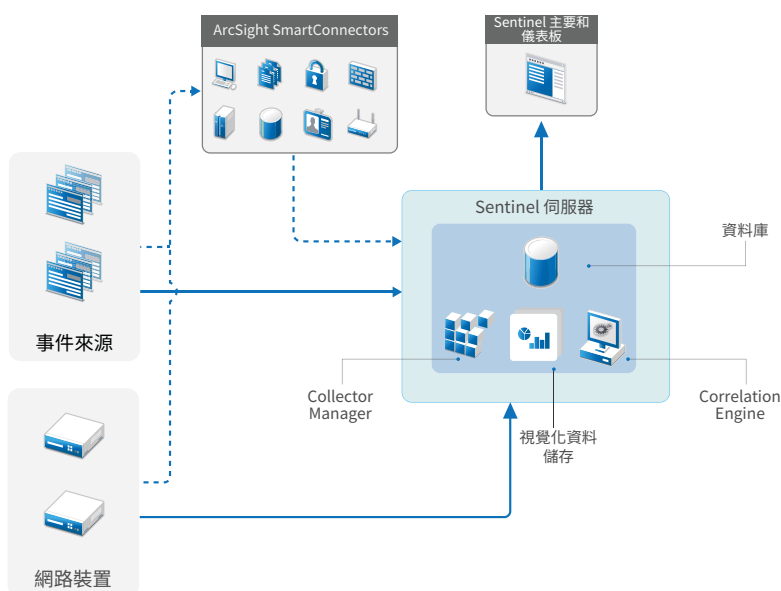 ArcSight SmartConnectors
Sentinel 主要和
儀表板
Sentinel 伺服器
資料庫
事件來源
Collector
Manager
視覺化資料
儲存
Correlation
Engine
網路裝置